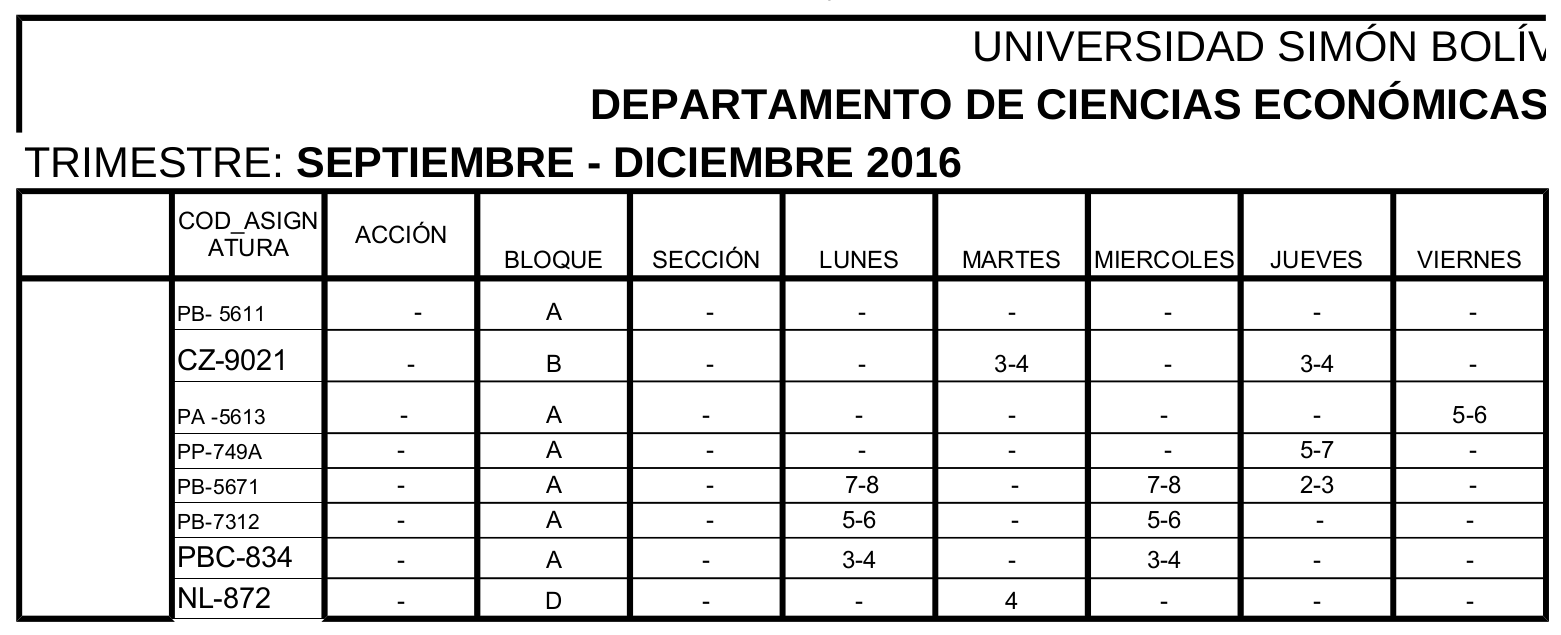 UNIVERSIDAD SIMÓN BOLÍV
DEPARTAMENTO DE CIENCIAS ECONÓMICAS
TRIMESTRE: SEPTIEMBRE - DICIEMBRE 2016
COD_ASIGN
ATURA ACCIÓN BLOQUE SECCIÓN LUNES MARTES MIERCOLES JUEVES VIERNES
PB- 5611 - A - - - - - -
CZ-9021 - B - - 3-4 - 3-4 -
PA -5613 - A - - - - - 5-6
PP-749A - A - - - - 5-7 -
PB-5671 - A - 7-8 - 7-8 2-3 -
PB-7312 - A - 5-6 - 5-6 - -
PBC-834 - A - 3-4 - 3-4 - -
NL-872 - D - - 4 - - -